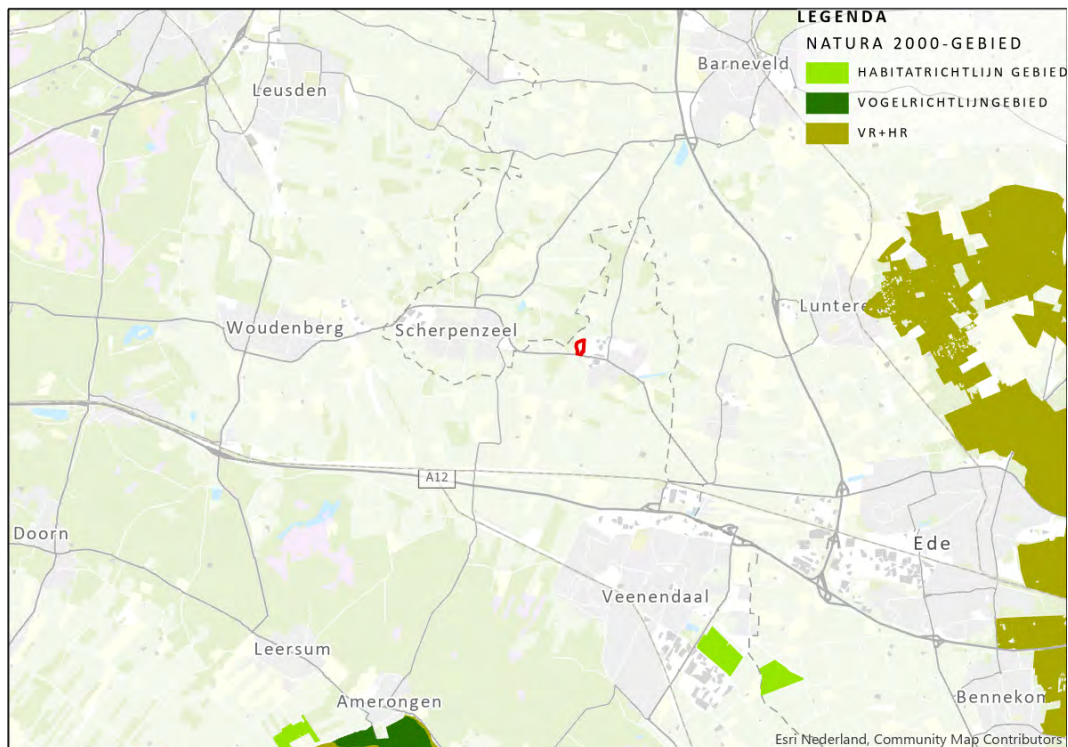 LEGENDA
NATURA 2000-GEBIED
HABITATRICHTLIJN GEBIED
VOGELRICHTLIJNGEBIED
VR+HR
Barneveld
Leusden
Luntere
Woudenberg
Scherpenzeel
A12
Doorn
Ede
Veenendaal
Leersum
Amerongen
Bennekom
Esri Nederland, Community Map Contributors